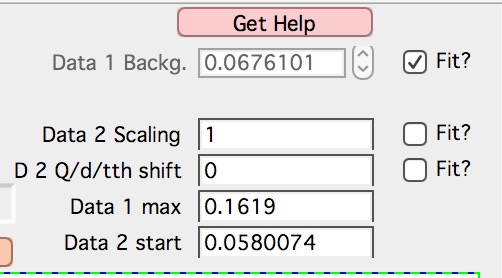 Get Help
Data 1 Backg. 0.0676101 Fit?
Data 2 Scaling 1 Fit?
D 2 Q/d/tth shift 0 Fit?
Data 1 max 0.1619
Data 2 start 0.0580074